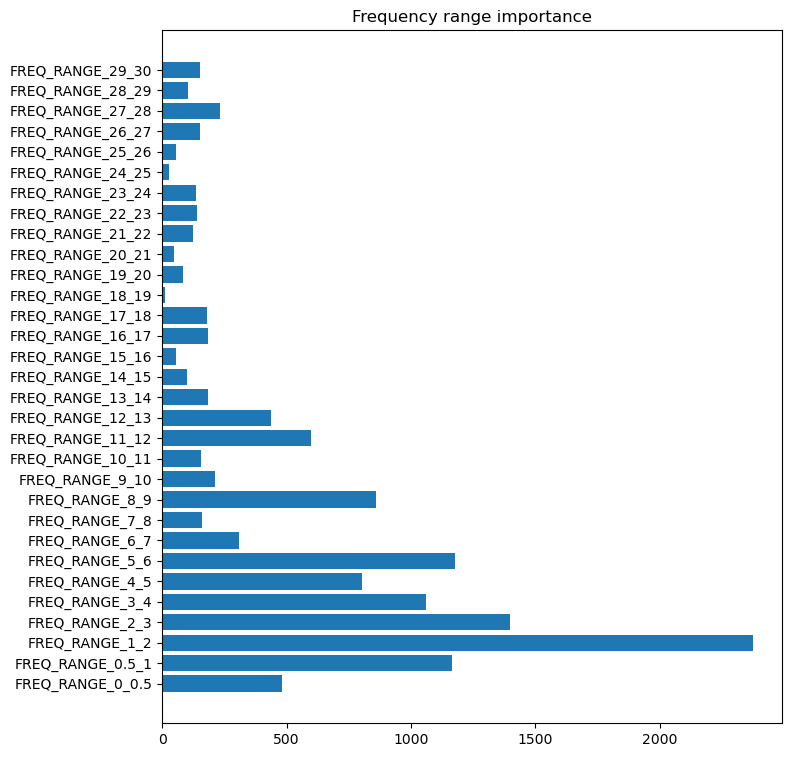 Frequency range importance
FREQ_RANGE_29_30
FREQ_RANGE_28_29
FREQ_RANGE_27_28
FREQ_RANGE_26_27
FREQ_RANGE_25_26
FREQ_RANGE_24_25
FREQ_RANGE_23_24
FREQ_RANGE_22_23
FREQ_RANGE_21_22
FREQ_RANGE_20_21
FREQ_RANGE_19_20
FREQ_RANGE_18_19
FREQ_RANGE_17_18
FREQ_RANGE_16_17
FREQ_RANGE_15_16
FREQ_RANGE_14_15
FREQ_RANGE_13_14
FREQ_RANGE_12_13
FREQ_RANGE_11_12
FREQ_RANGE_10_11
FREQ_RANGE_9_10
FREQ_RANGE_8_9
FREQ_RANGE_7_8
FREQ_RANGE_6_7
FREQ_RANGE_5_6
FREQ_RANGE_4_5
FREQ_RANGE_3_4
FREQ_RANGE_2_3
FREQ_RANGE_1_2
FREQ_RANGE_0.5_1
FREQ_RANGE_0_0.5
0 500 1000 1500 2000